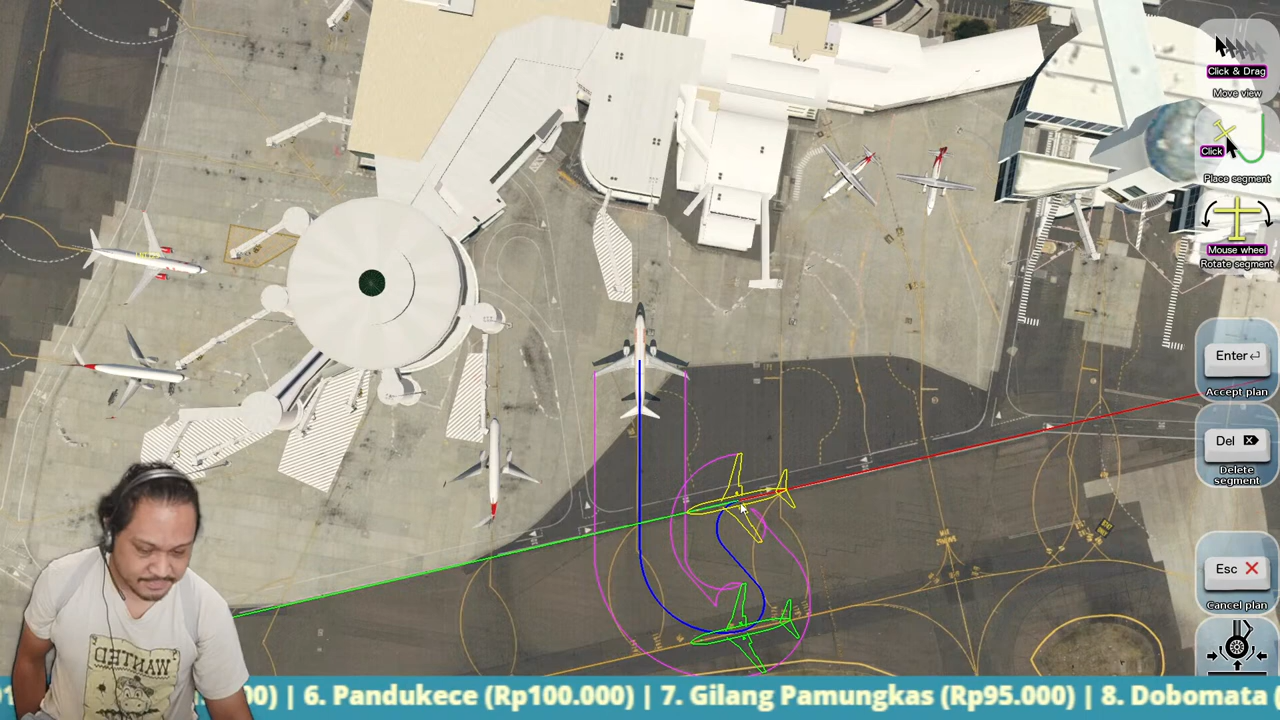 Click & Drag
Move view
Click
Place segment
Mouse wheel
Rotate segment
Enter
Accept plan
Del
Delete
segment
Esc
Cancel plan
00) | 6. Pandukece (Rp100.000) | 7. Gilang Pamungkas (Rp95.000) | 8. Dobomata (
WANTED